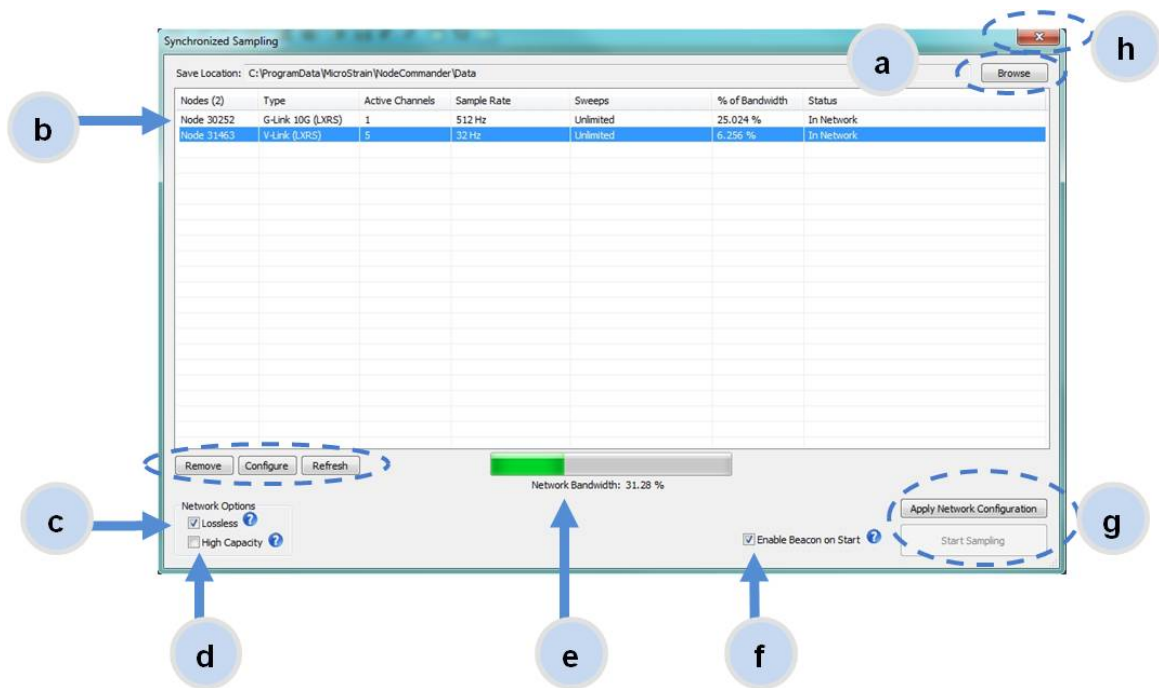 Synchronized Sampling
x
h
a
Save Location: C:\ProgramData\MicroStrain\NodeCommander\Data
Browse
b
Nodes (2) Type Active Channels Sample Rate Sweeps % of Bandwidth Status
Node 30252 G-Link 10G (LXRS) 1 512 Hz Unlimited 25.024 % In Network
Node 31463 V-Link (LXRS) 5 32 Hz Unlimited 6.256 % In Network
Remove Configure Refresh
Network Bandwidth: 31.28 %
c
Network Options
Lossless ?
High Capacity ?
Enable Beacon on Start ?
Apply Network Configuration
Start Sampling
g
d
e
f